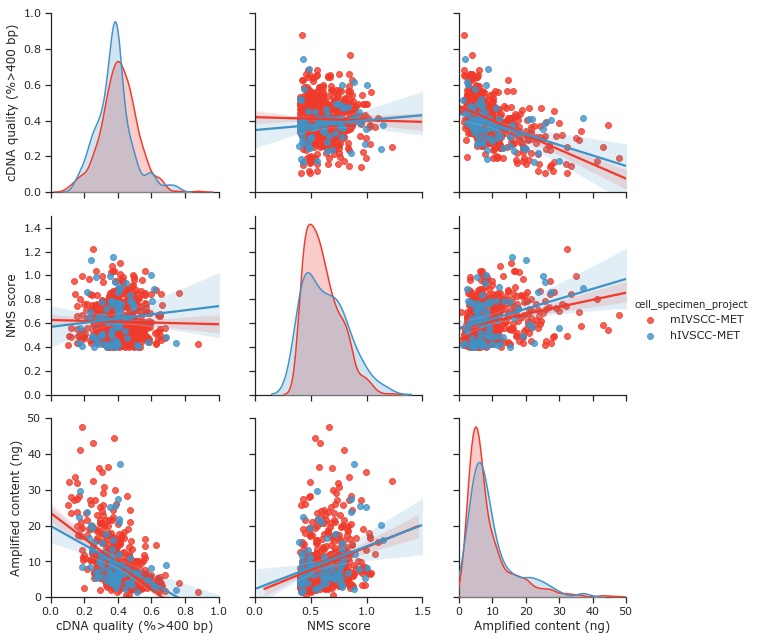 1.0
0.8
0.6
0.4
0.2
0.0
cDNA quality (%>400 bp)
1.4
1.2
1.0
0.8
0.6
0.4
0.2
0.0
NMS score
cell_specimen_project
mIVSCC-MET
hIVSCC-MET
50
40
30
20
10
0
Amplified content (ng)
0.0 0.2 0.4 0.6 0.8 1.0
0.0 0.5 1.0 1.5
0 10 20 30 40 50
cDNA quality (%>400 bp)
NMS score
Amplified content (ng)